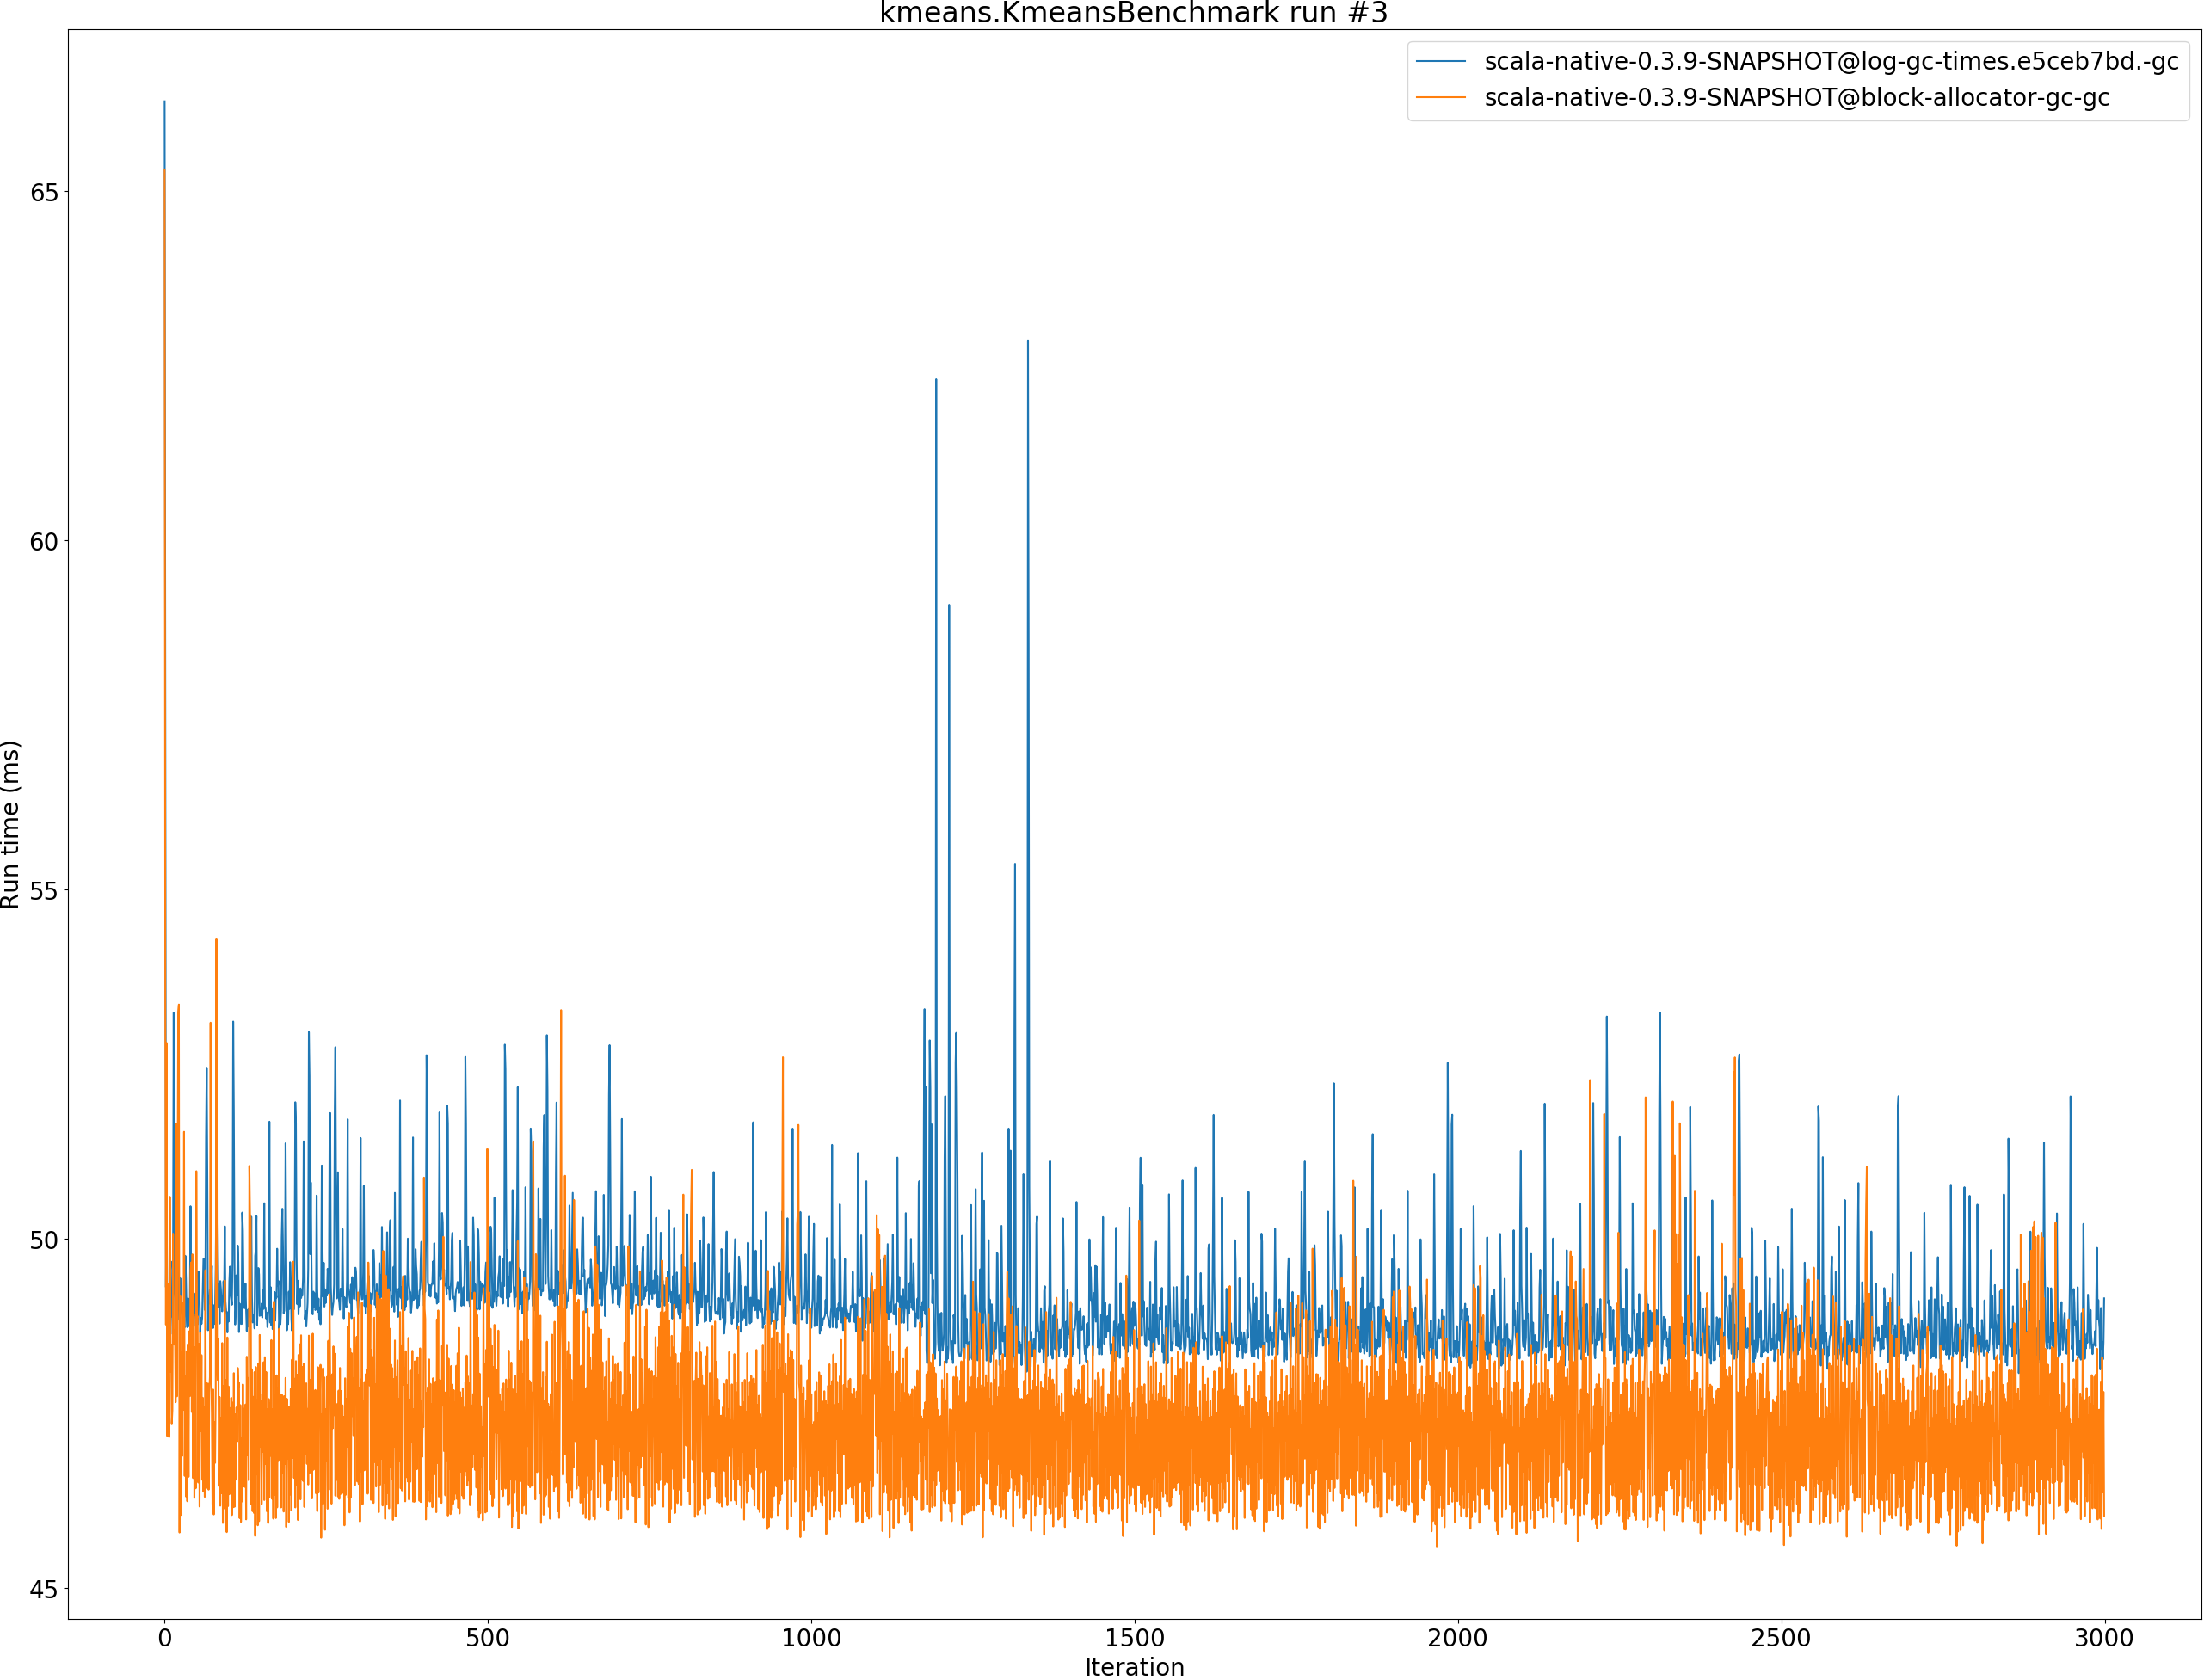 kmeans.KmeansBenchmark run #3
scala-native-0.3.9-SNAPSHOT@log-gc-times.e5ceb7bd.-gc
scala-native-0.3.9-SNAPSHOT@block-allocator-gc-gc
65
60
55
50
45
Run time (ms)
0 500 1000 1500 2000 2500 3000
Iteration